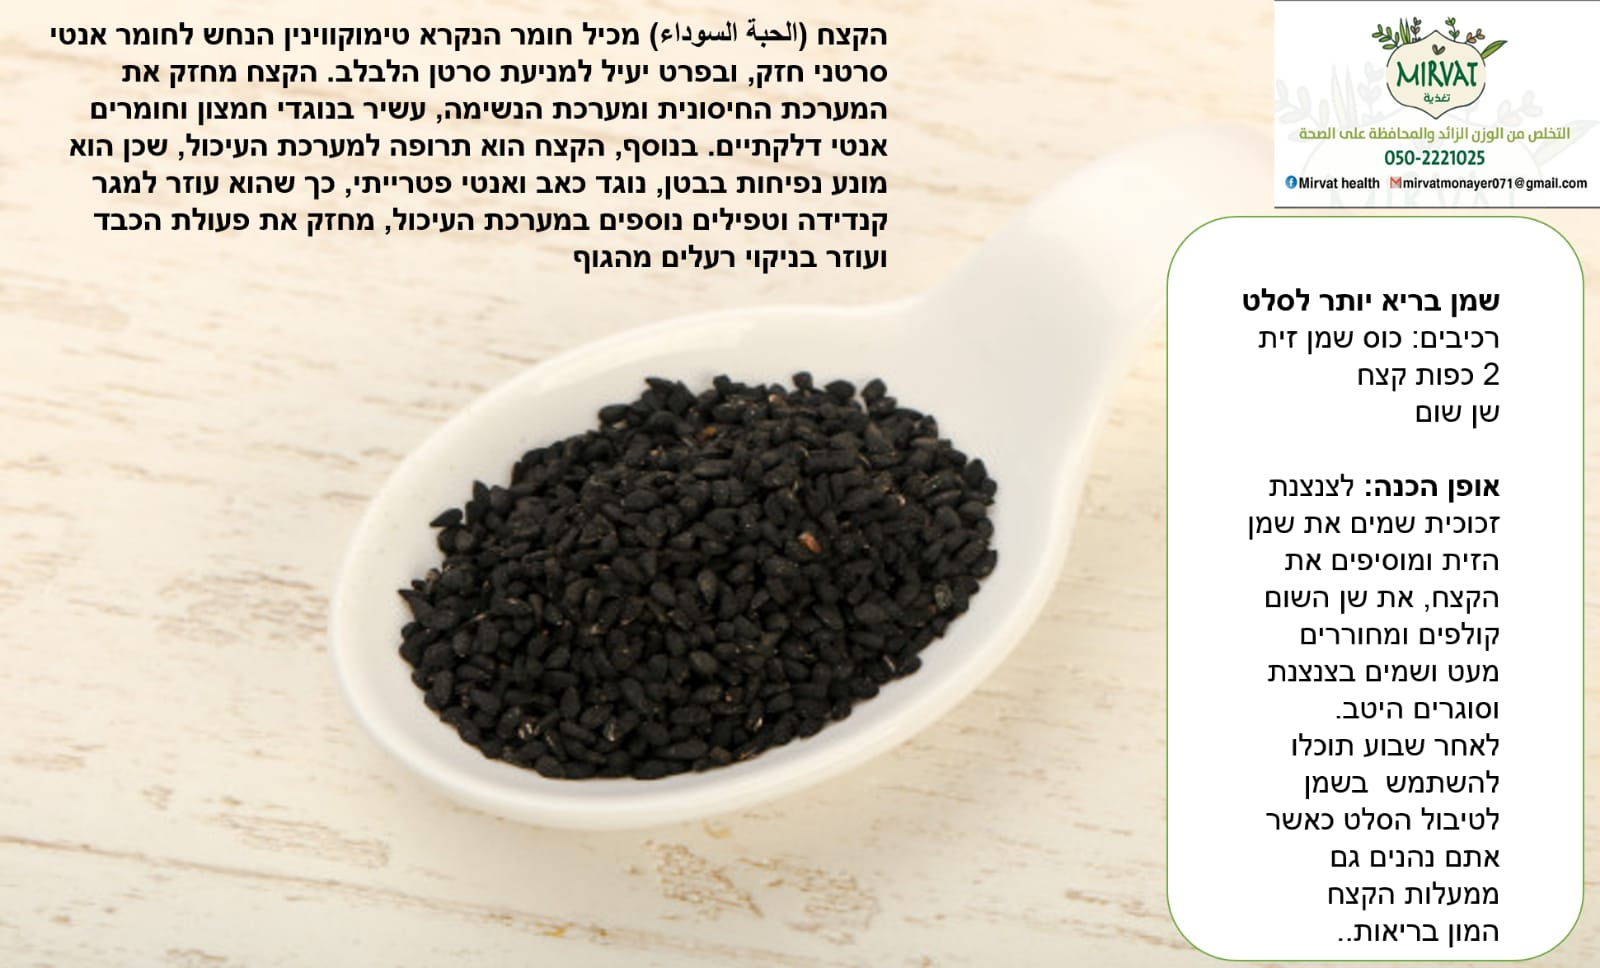 הקצח (الحبة السوداء) מכיל חומר הנקרא טימוקווינין הנחש לחומר אנטי
סרטני חזק, ובפרט יעיל למניעת סרטן הלבלב. הקצח מחזק את
המערכת החיסונית ומערכת הנשימה, עשיר בנוגדי חמצון וחומרים
אנטי דלקתיים. בנוסף, הקצח הוא תרופה למערכת העיכול, שכן הוא
מונע נפיחות בבטן, נוגד כאב ואנטי פטרייתי, כך שהוא עוזר למגר
קנדידה וטפילים נוספים במערכת העיכול, מחזק את פעולת הכבד
ועוזר בניקוי רעלים מהגוף
MIRVAT
تغذية
التخلص من الوزن الزائد والمحافظة على الصحة
050-2221025
Mirvat health mirvatmonayer071@gmail.com
שמן בריא יותר לסלט
רכיבים: כוס שמן זית
2 כפות קצח
שן שום
אופן הכנה: לצנצנת
זכוכית שמים את שמן
הזית ומוסיפים את
הקצח, את שן השום
קולפים ומחוררים
מעט ושמים בצנצנת
וסוגרים היטב.
לאחר שבוע תוכלו
להשתמש בשמן
לטיבול הסלט כאשר
אתם נהנים גם
ממעלות הקצח
המון בריאות..